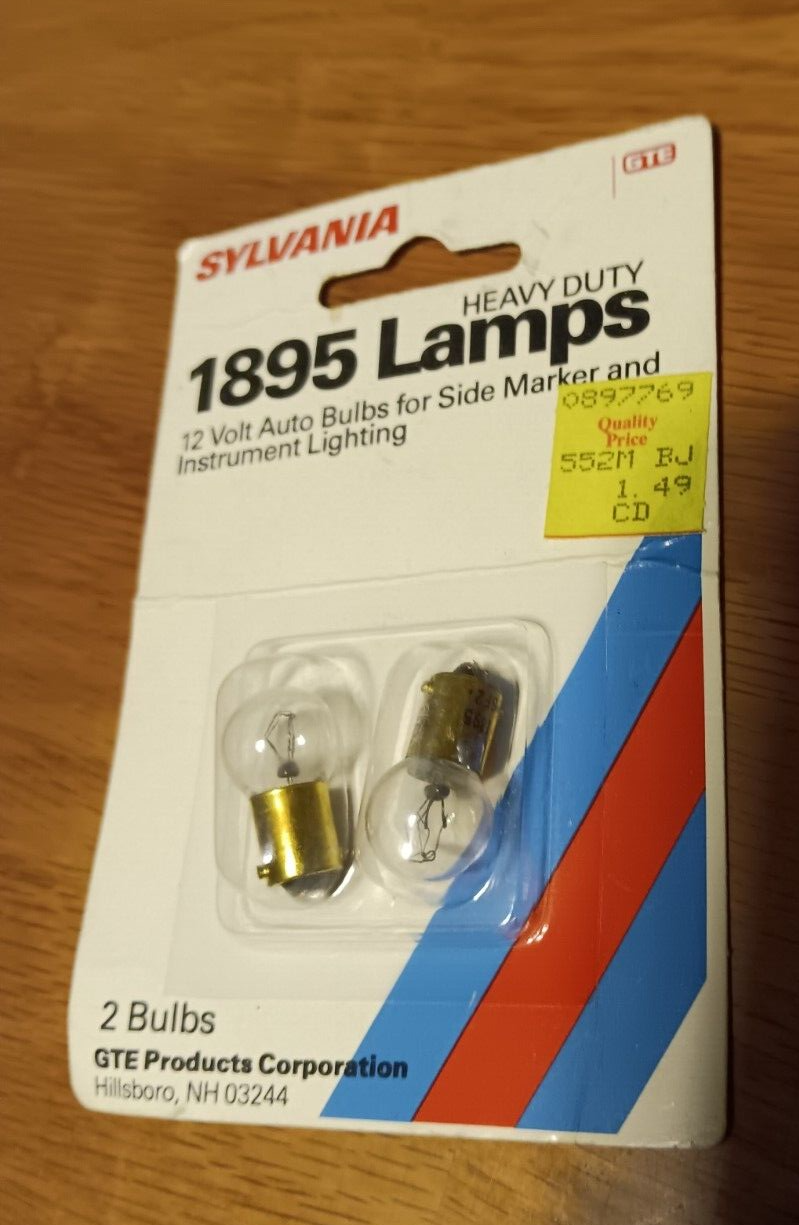 GTE
SYLVANIA
HEAVY DUTY
1895 Lamps
12 Volt Auto Bulbs for Side Marker and
Instrument Lighting
0897769
Quality
Price
552M BJ
1.49
CD
2 Bulbs
GTE Products Corporation
Hillsboro, NH 03244